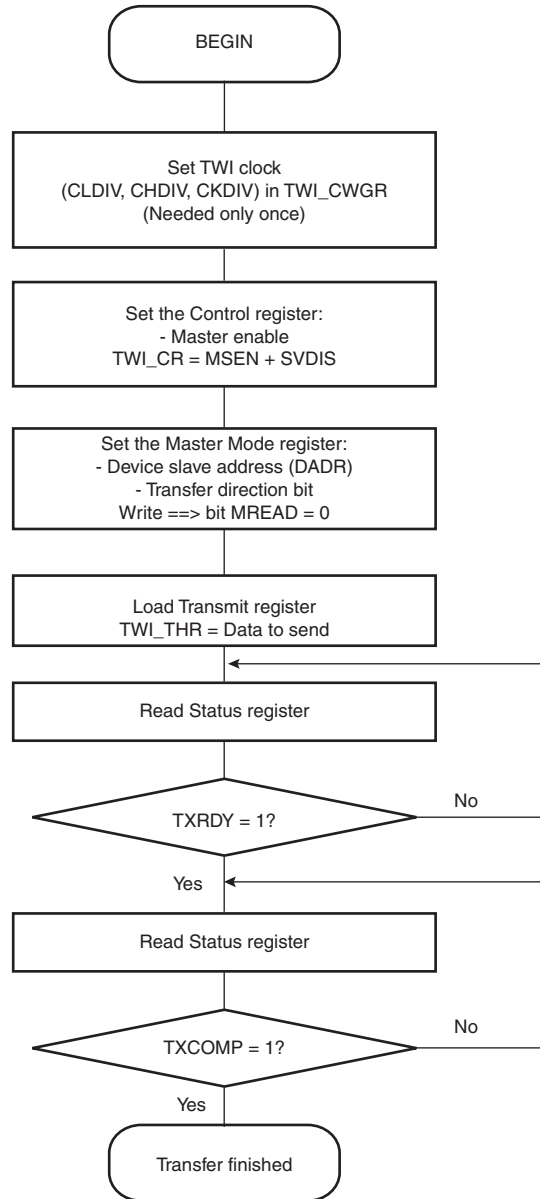 BEGIN
Set TWI clock
(CLDIV, CHDIV, CKDIV) in TWI_CWGR
(Needed only once)
Set the Control register:
- Master enable
TWI_CR = MSEN + SVDIS
Set the Master Mode register:
- Device slave address (DADR)
- Transfer direction bit
Write ==> bit MREAD = 0
Load Transmit register
TWI_THR = Data to send
Read Status register
TXRDY = 1?
No
Yes
Read Status register
TXCOMP = 1?
No
Yes
Transfer finished